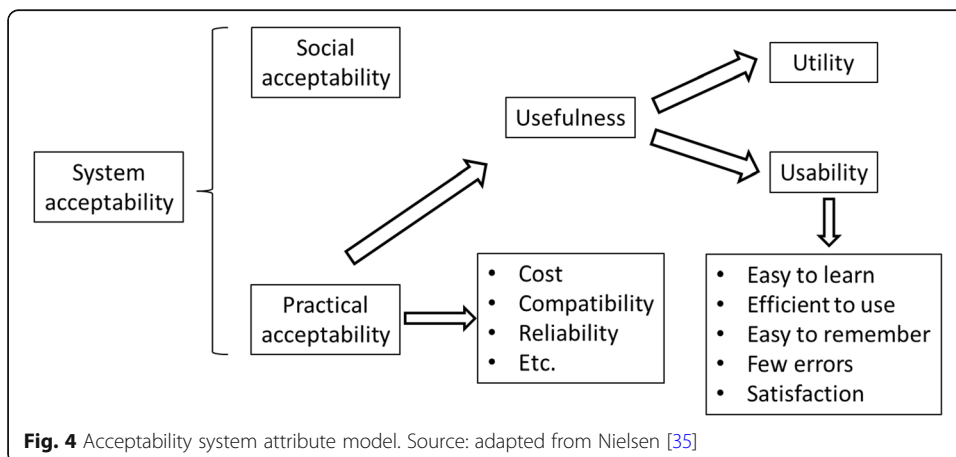 Social
acceptability
Utility
Usefulness
System
acceptability
Usability
Practical
acceptability
• Cost
• Compatibility
• Reliability
• Etc.
• Easy to learn
• Efficient to use
• Easy to remember
• Few errors
• Satisfaction
Fig. 4 Acceptability system attribute model. Source: adapted from Nielsen [35]